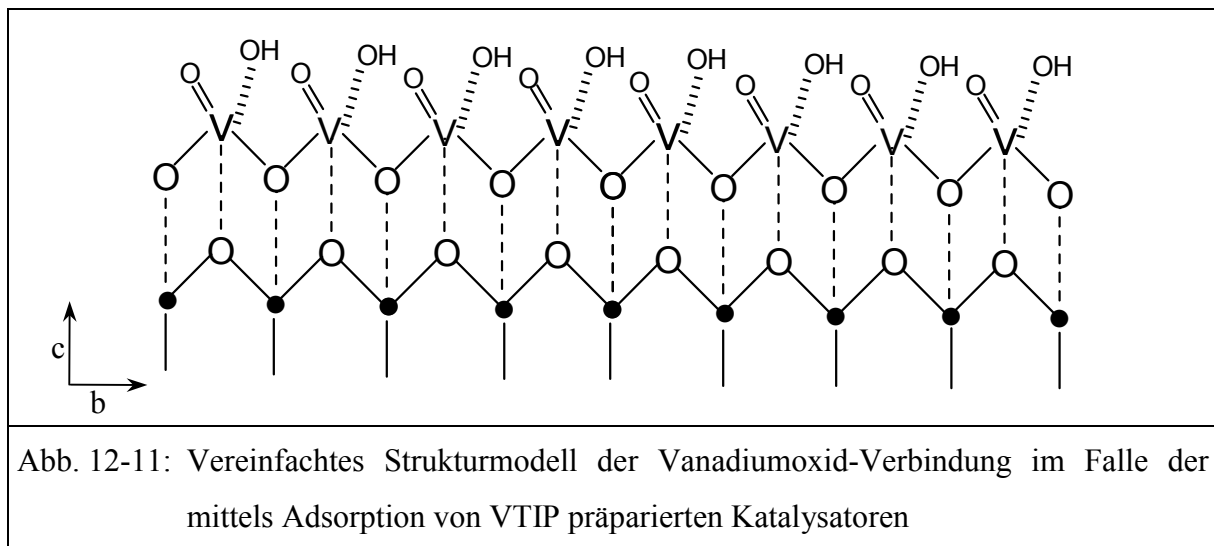 OH OH OH OH OH OH OH OH
O O O O O O O O
V V V V V V V V
O O O O O O O O O
O O O O O O O O
c
b
Abb. 12-11: Vereinfachtes Strukturmodell der Vanadiumoxid-Verbindung im Falle der
mittels Adsorption von VTIP präparierten Katalysatoren